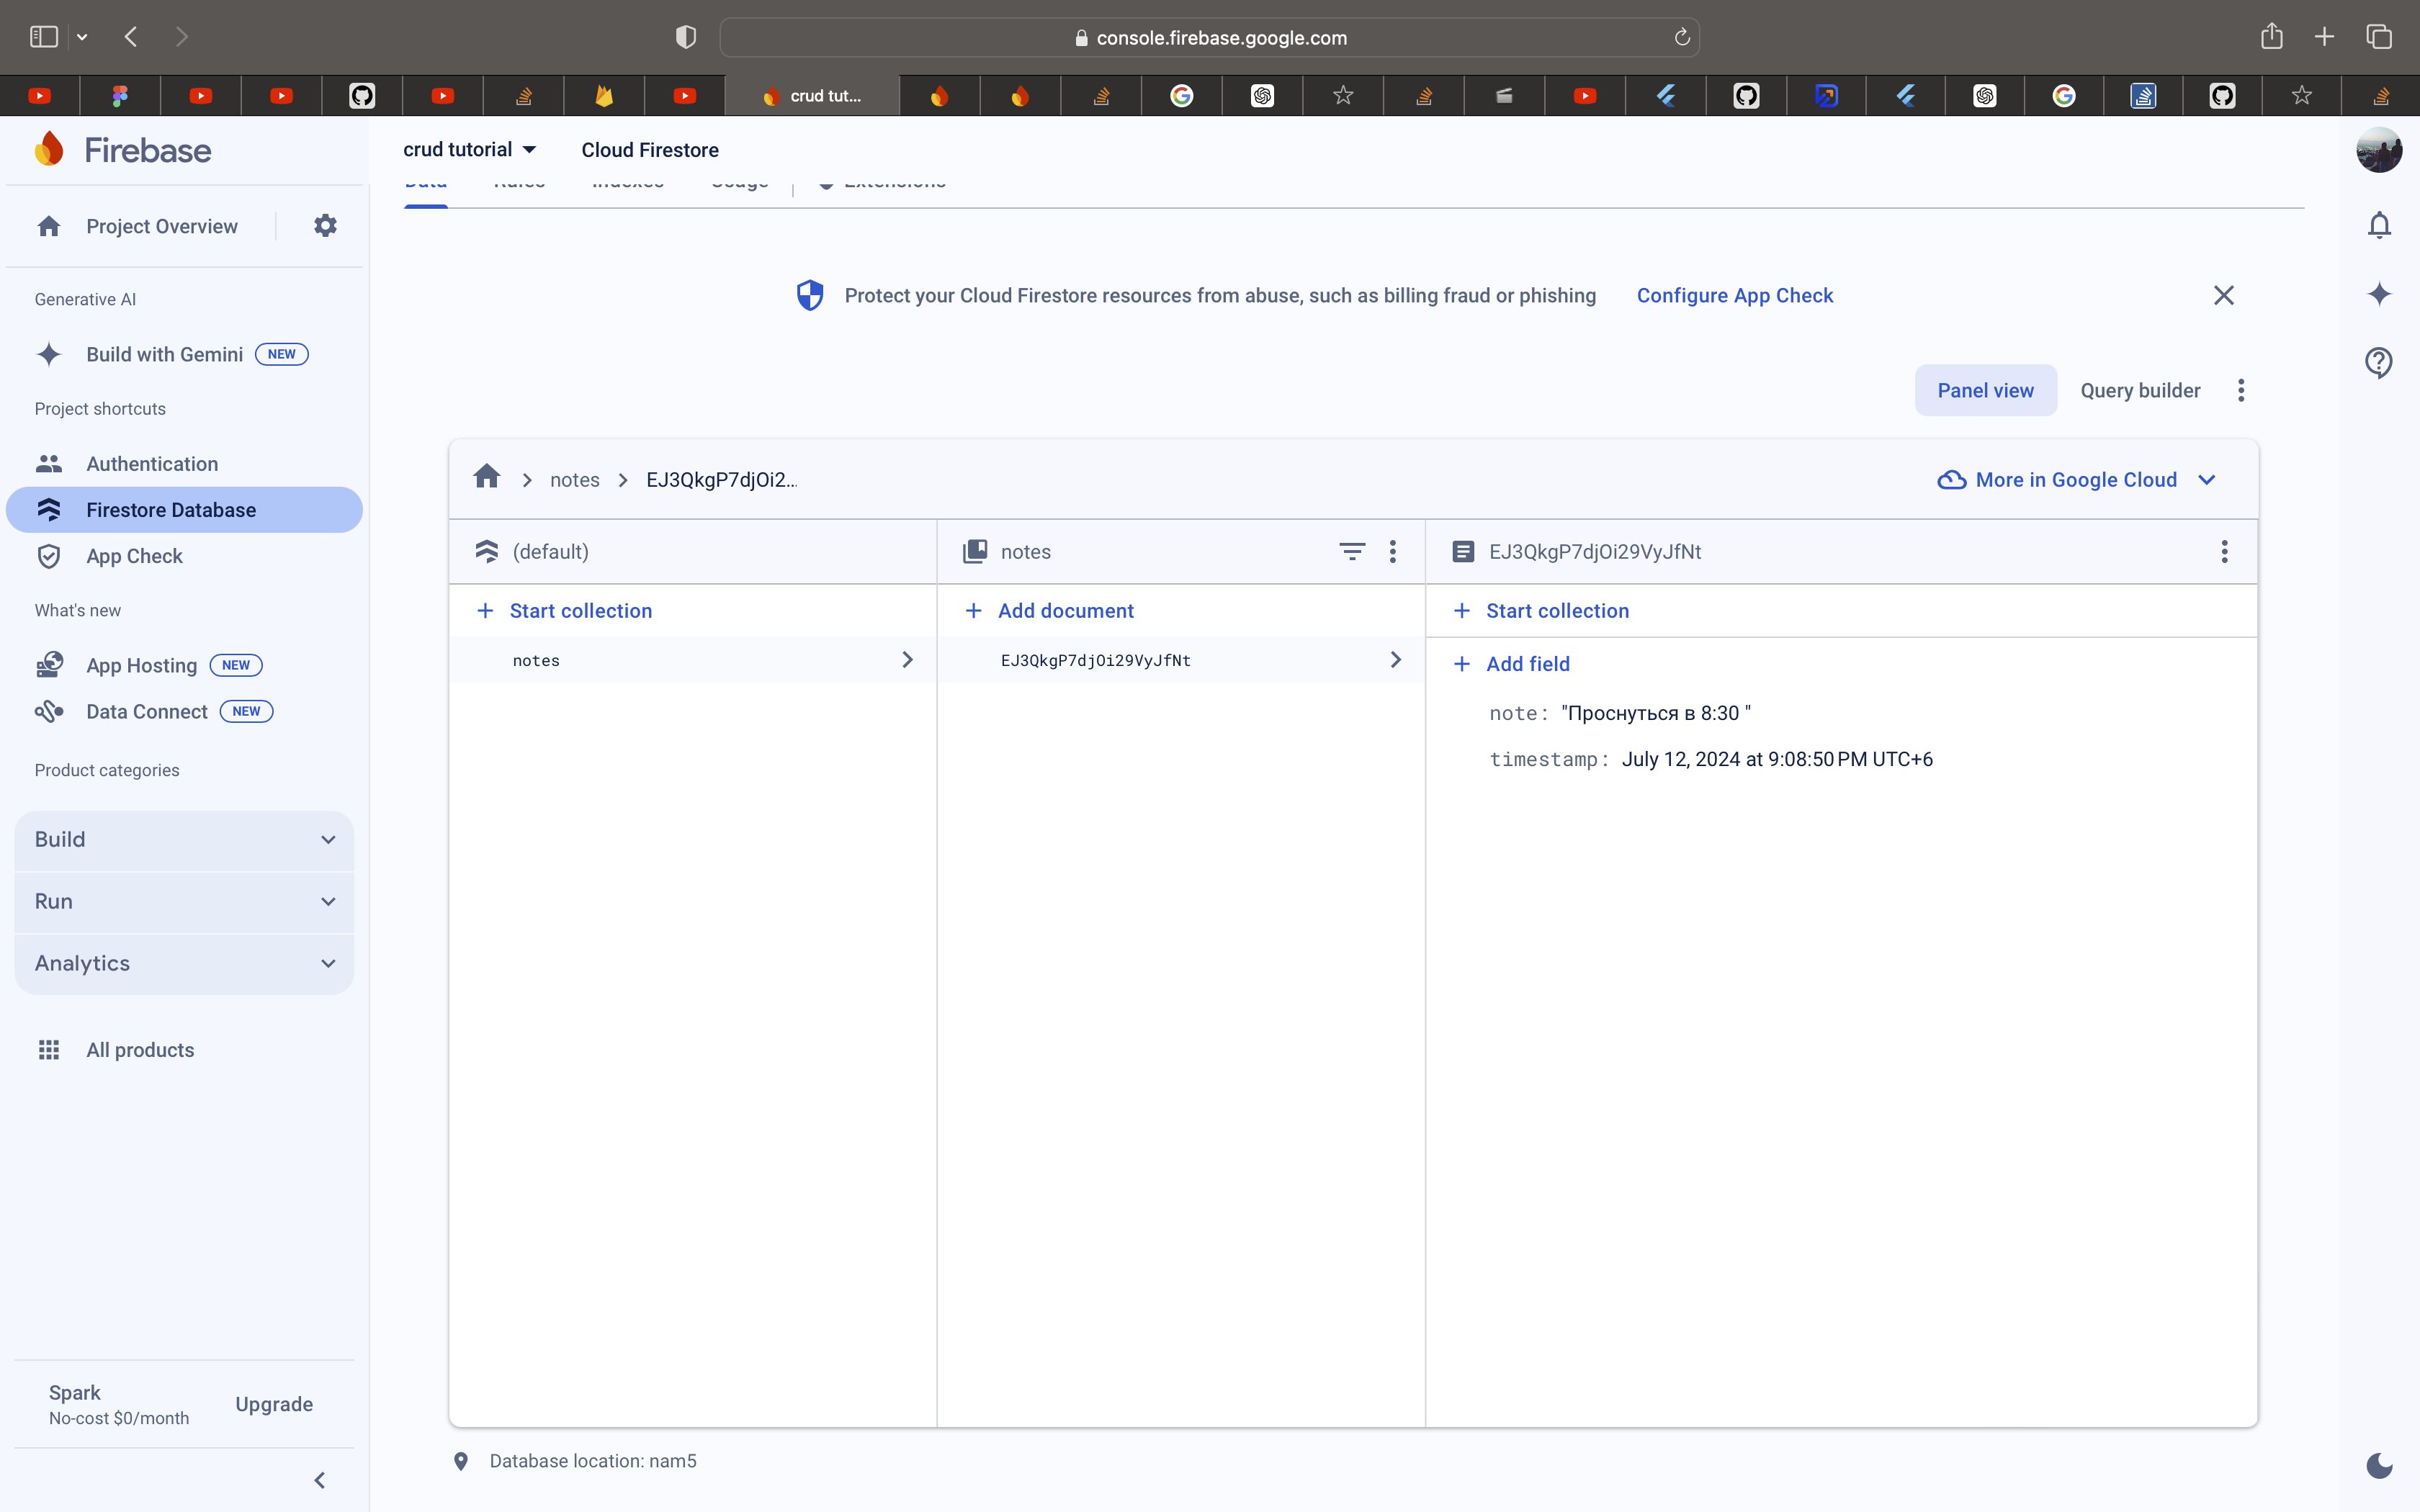 console.firebase.google.com
crud tut...
Firebase
crud tutorial
Cloud Firestore
Data Rules Indexes Usage Extensions
Project Overview
Generative AI
Build with Gemini NEW
Project shortcuts
Authentication
Firestore Database
App Check
What's new
App Hosting NEW
Data Connect NEW
Product categories
Build
Run
Analytics
All products
Spark
No-cost $0/month
Upgrade
Protect your Cloud Firestore resources from abuse, such as billing fraud or phishing Configure App Check
Panel view Query builder
notes EJ3QkgP7djOi2...
More in Google Cloud
(default)
Start collection
notes
notes
Add document
EJ3QkgP7djOi29VyJfNt
EJ3QkgP7djOi29VyJfNt
Start collection
Add field
note: "Проснуться в 8:30 "
timestamp: July 12, 2024 at 9:08:50 PM UTC+6
Database location: nam5